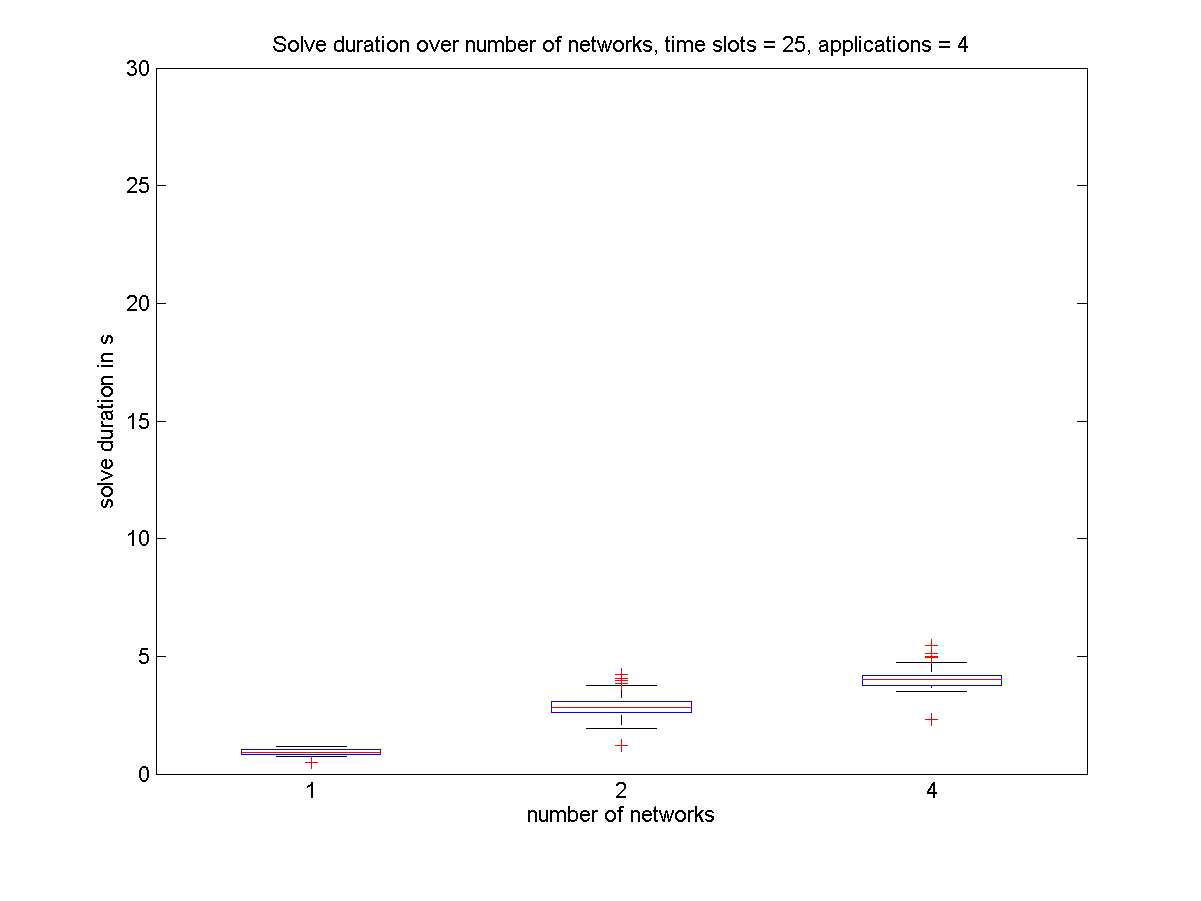 Solve duration over number of networks, time slots = 25, applications = 4
30
25
20
15
10
5
0
solve duration in s
1 2 4
number of networks